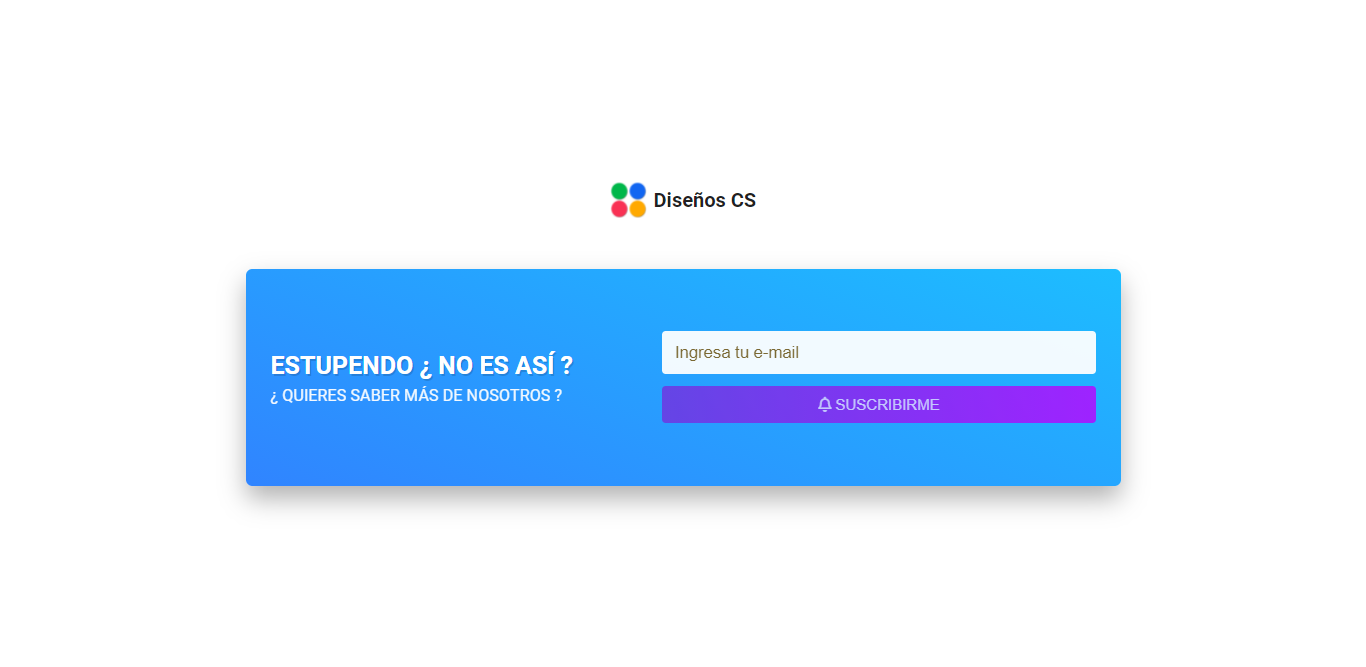 Diseños CS
ESTUPENDO ¿ NO ES ASÍ ?
¿ QUIERES SABER MÁS DE NOSOTROS ?
Ingresa tu e-mail
SUSCRIBIRME